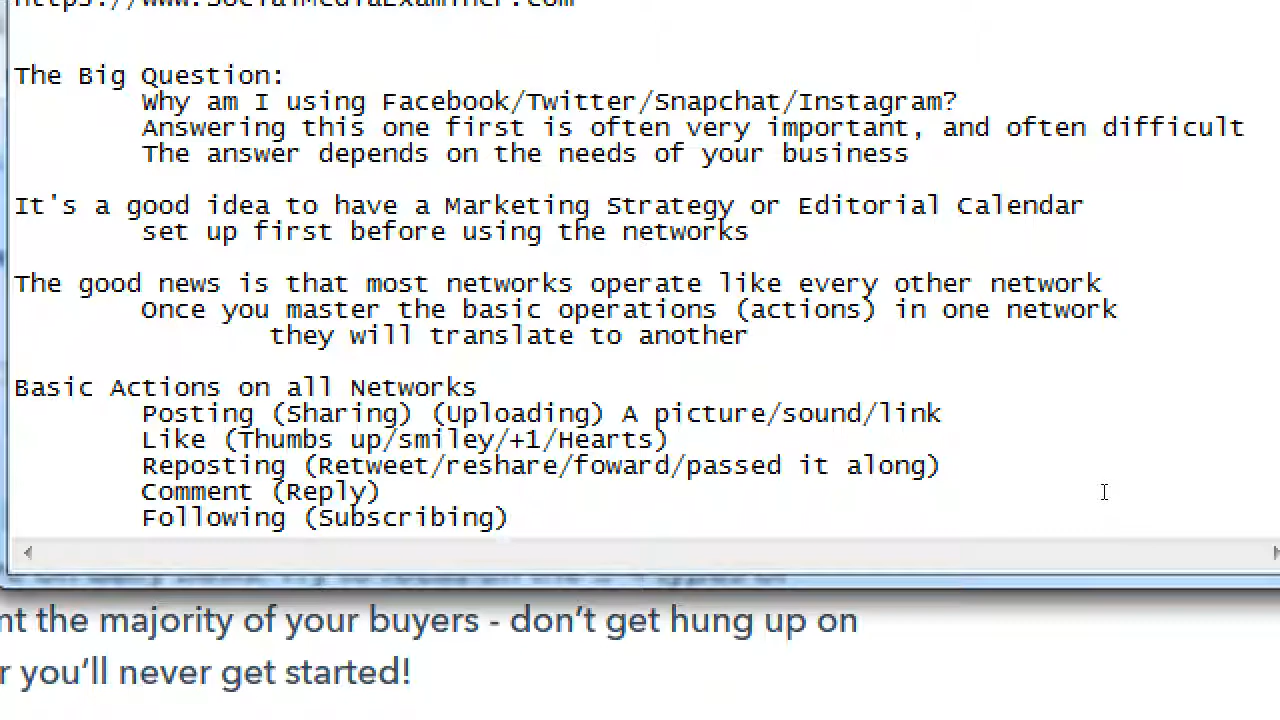 https://www.SocialMediaExaminer.com
The Big Question:
Why am I using Facebook/Twitter/Snapchat/Instagram?
Answering this one first is often very important, and often difficult
The answer depends on the needs of your business
It's a good idea to have a Marketing Strategy or Editorial Calendar
set up first before using the networks
The good news is that most networks operate like every other network
Once you master the basic operations (actions) in one network
they will translate to another
Basic Actions on all Networks
Posting (Sharing) (Uploading) A picture/sound/link
Like (Thumbs up/smiley/+1/Hearts)
Reposting (Retweet/reshare/foward/passed it along)
Comment (Reply)
Following (Subscribing)
nt the majority of your buyers - don't get hung up on
r you'll never get started!